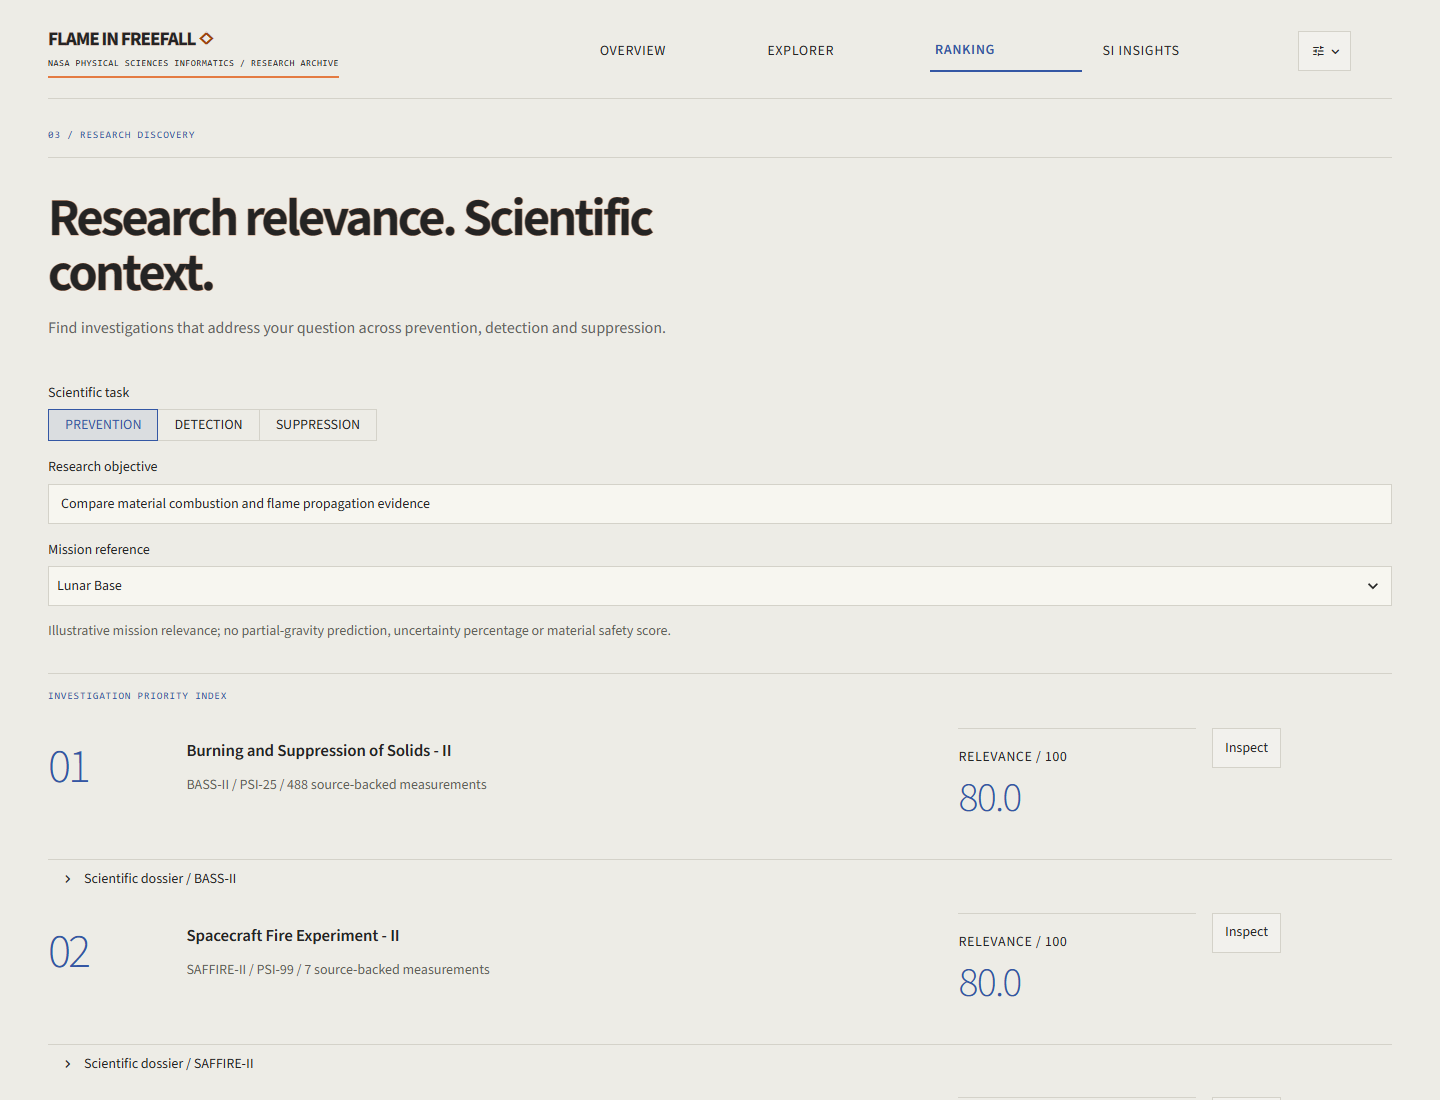 FLAME IN FREEFALL
NASA PHYSICAL SCIENCES INFORMATICS / RESEARCH ARCHIVE
OVERVIEW
EXPLORER
RANKING
SI INSIGHTS
03 / RESEARCH DISCOVERY
Research relevance. Scientific
context.
Find investigations that address your question across prevention, detection and suppression.
Scientific task
PREVENTION
DETECTION
SUPPRESSION
Research objective
Compare material combustion and flame propagation evidence
Mission reference
Lunar Base
Illustrative mission relevance; no partial-gravity prediction, uncertainty percentage or material safety score.
INVESTIGATION PRIORITY INDEX
01
Burning and Suppression of Solids - II
BASS-II / PSI-25 / 488 source-backed measurements
RELEVANCE / 100
80.0
Inspect
Scientific dossier / BASS-II
02
Spacecraft Fire Experiment - II
SAFFIRE-II / PSI-99 / 7 source-backed measurements
RELEVANCE / 100
80.0
Inspect
Scientific dossier / SAFFIRE-II